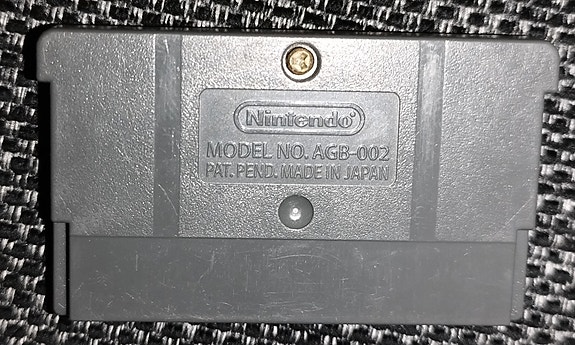 Nintendo®
MODEL NO. AGB-002
PAT. PEND. MADE IN JAPAN